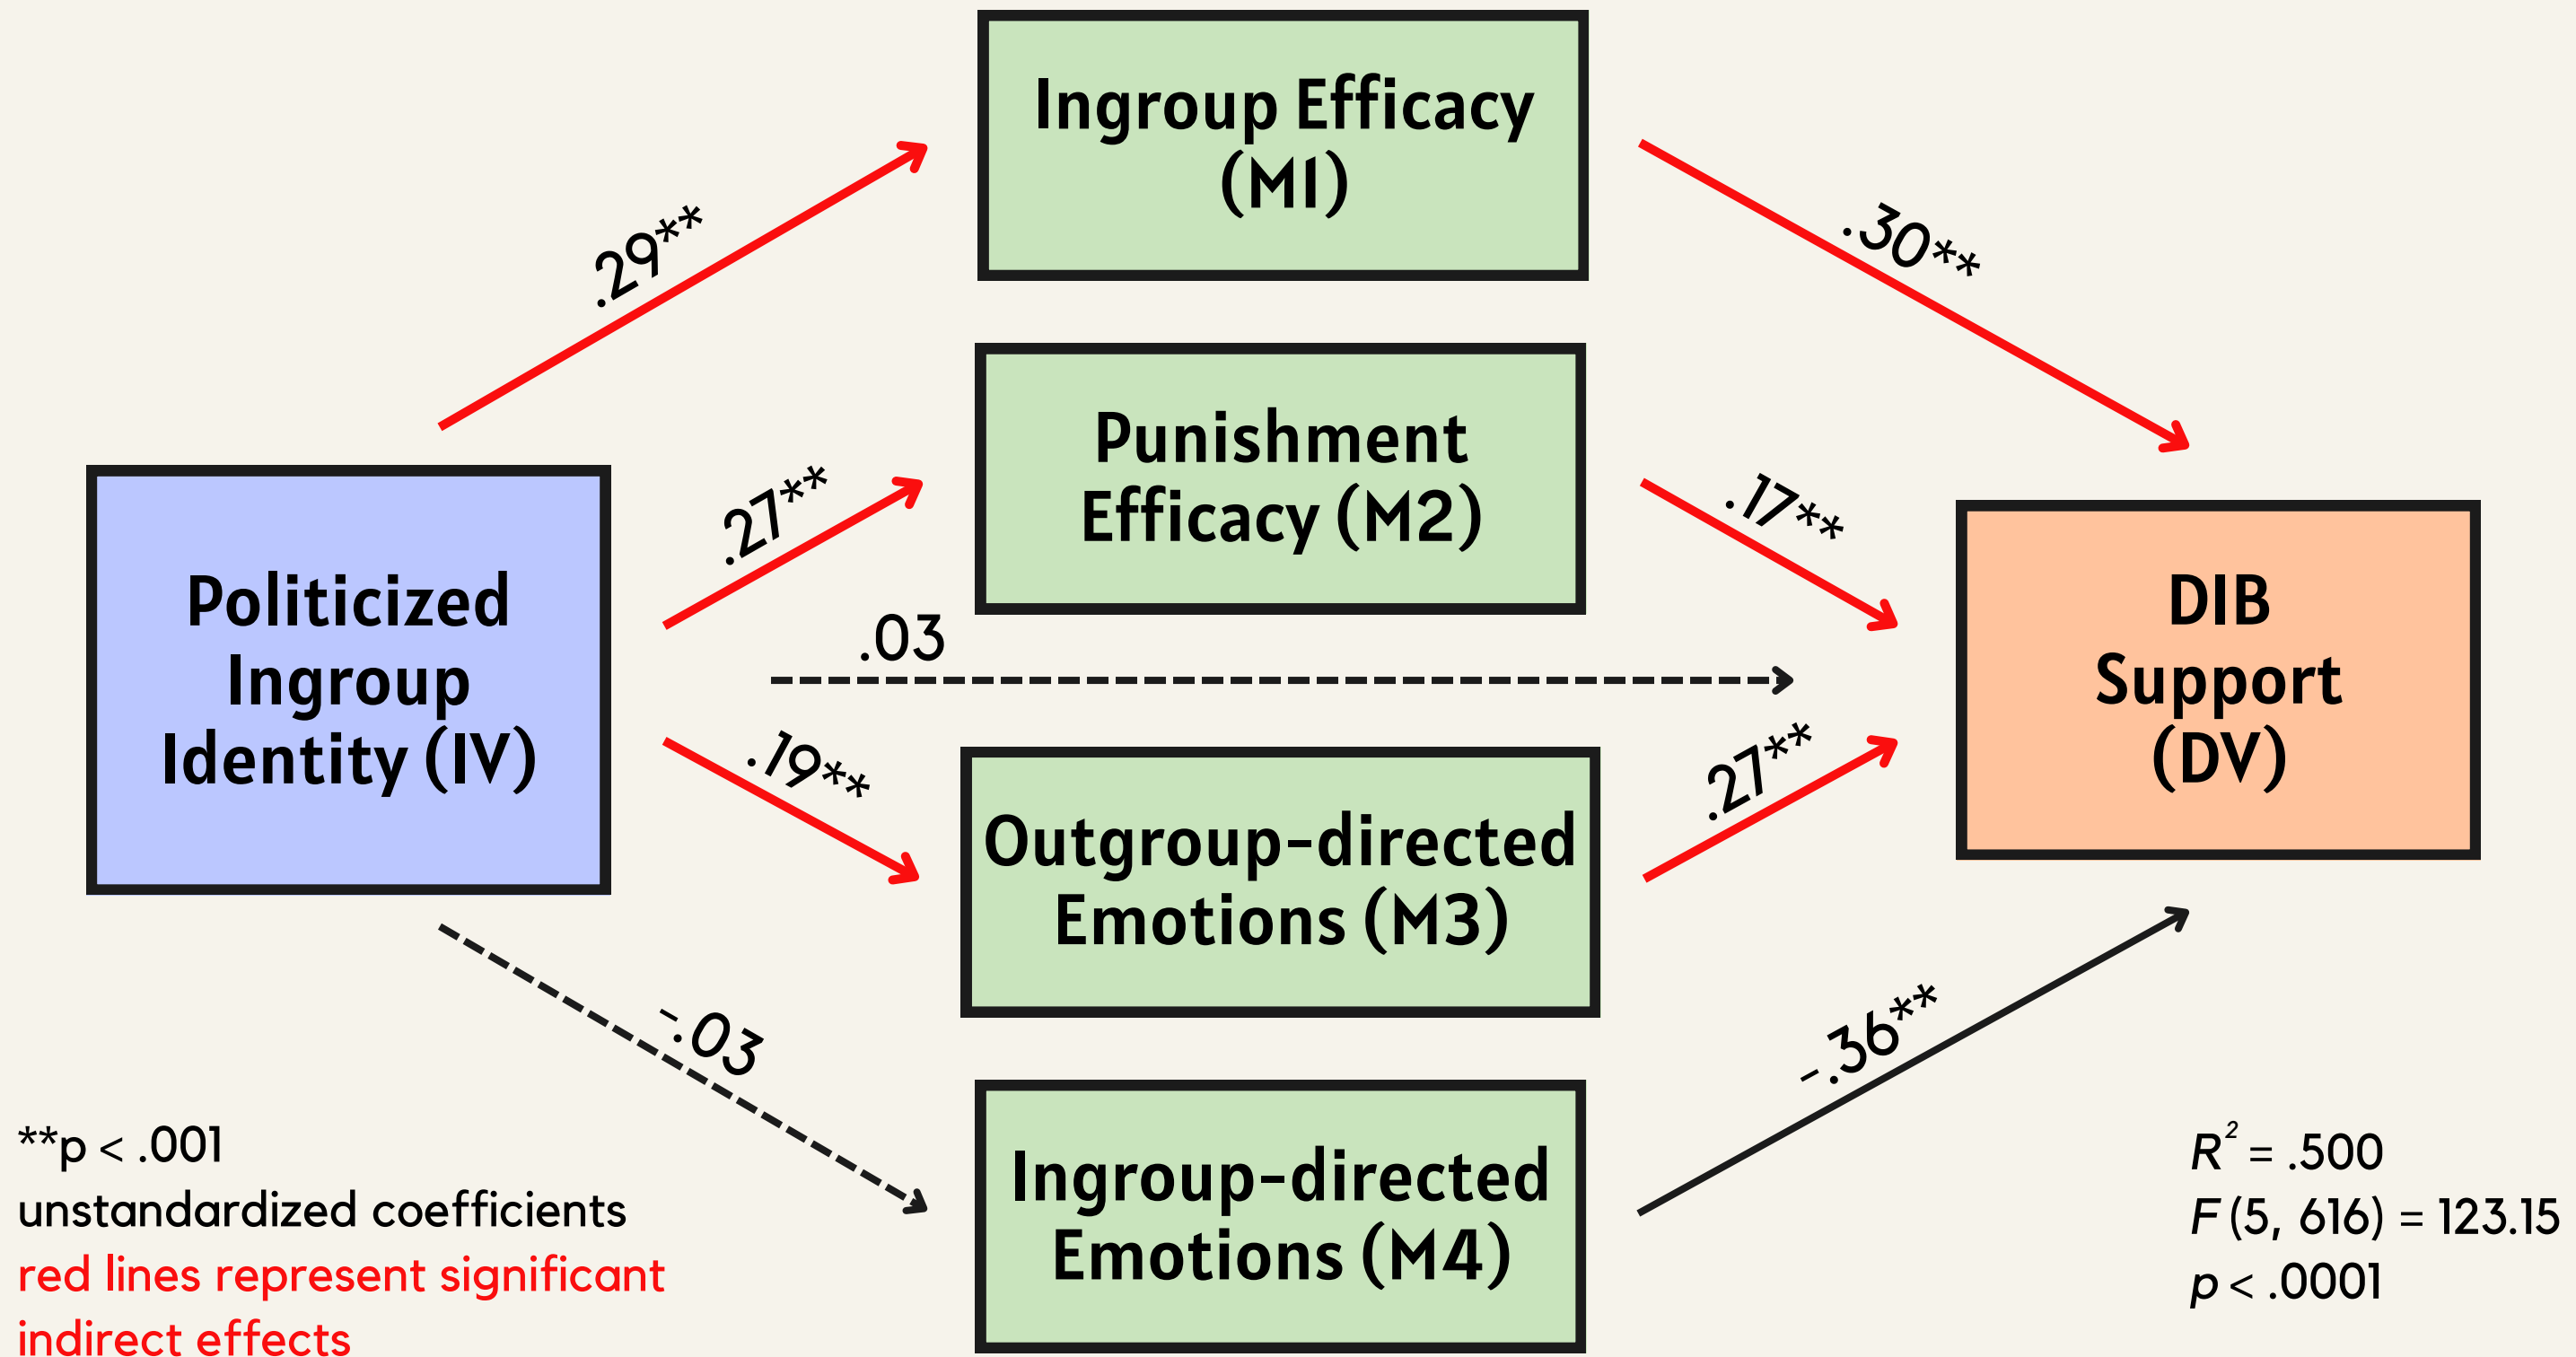 Ingroup Efficacy
(M1)
.29**
.30**
Punishment
Efficacy (M2)
.27**
.17**
Politicized
Ingroup
Identity (IV)
.03
DIB
Support
(DV)
.19**
.27**
Outgroup-directed
Emotions (M3)
-.03
-.36**
Ingroup-directed
Emotions (M4)
**p < .001
unstandardized coefficients
red lines represent significant
indirect effects
R² = .500
F (5, 616) = 123.15
p < .0001